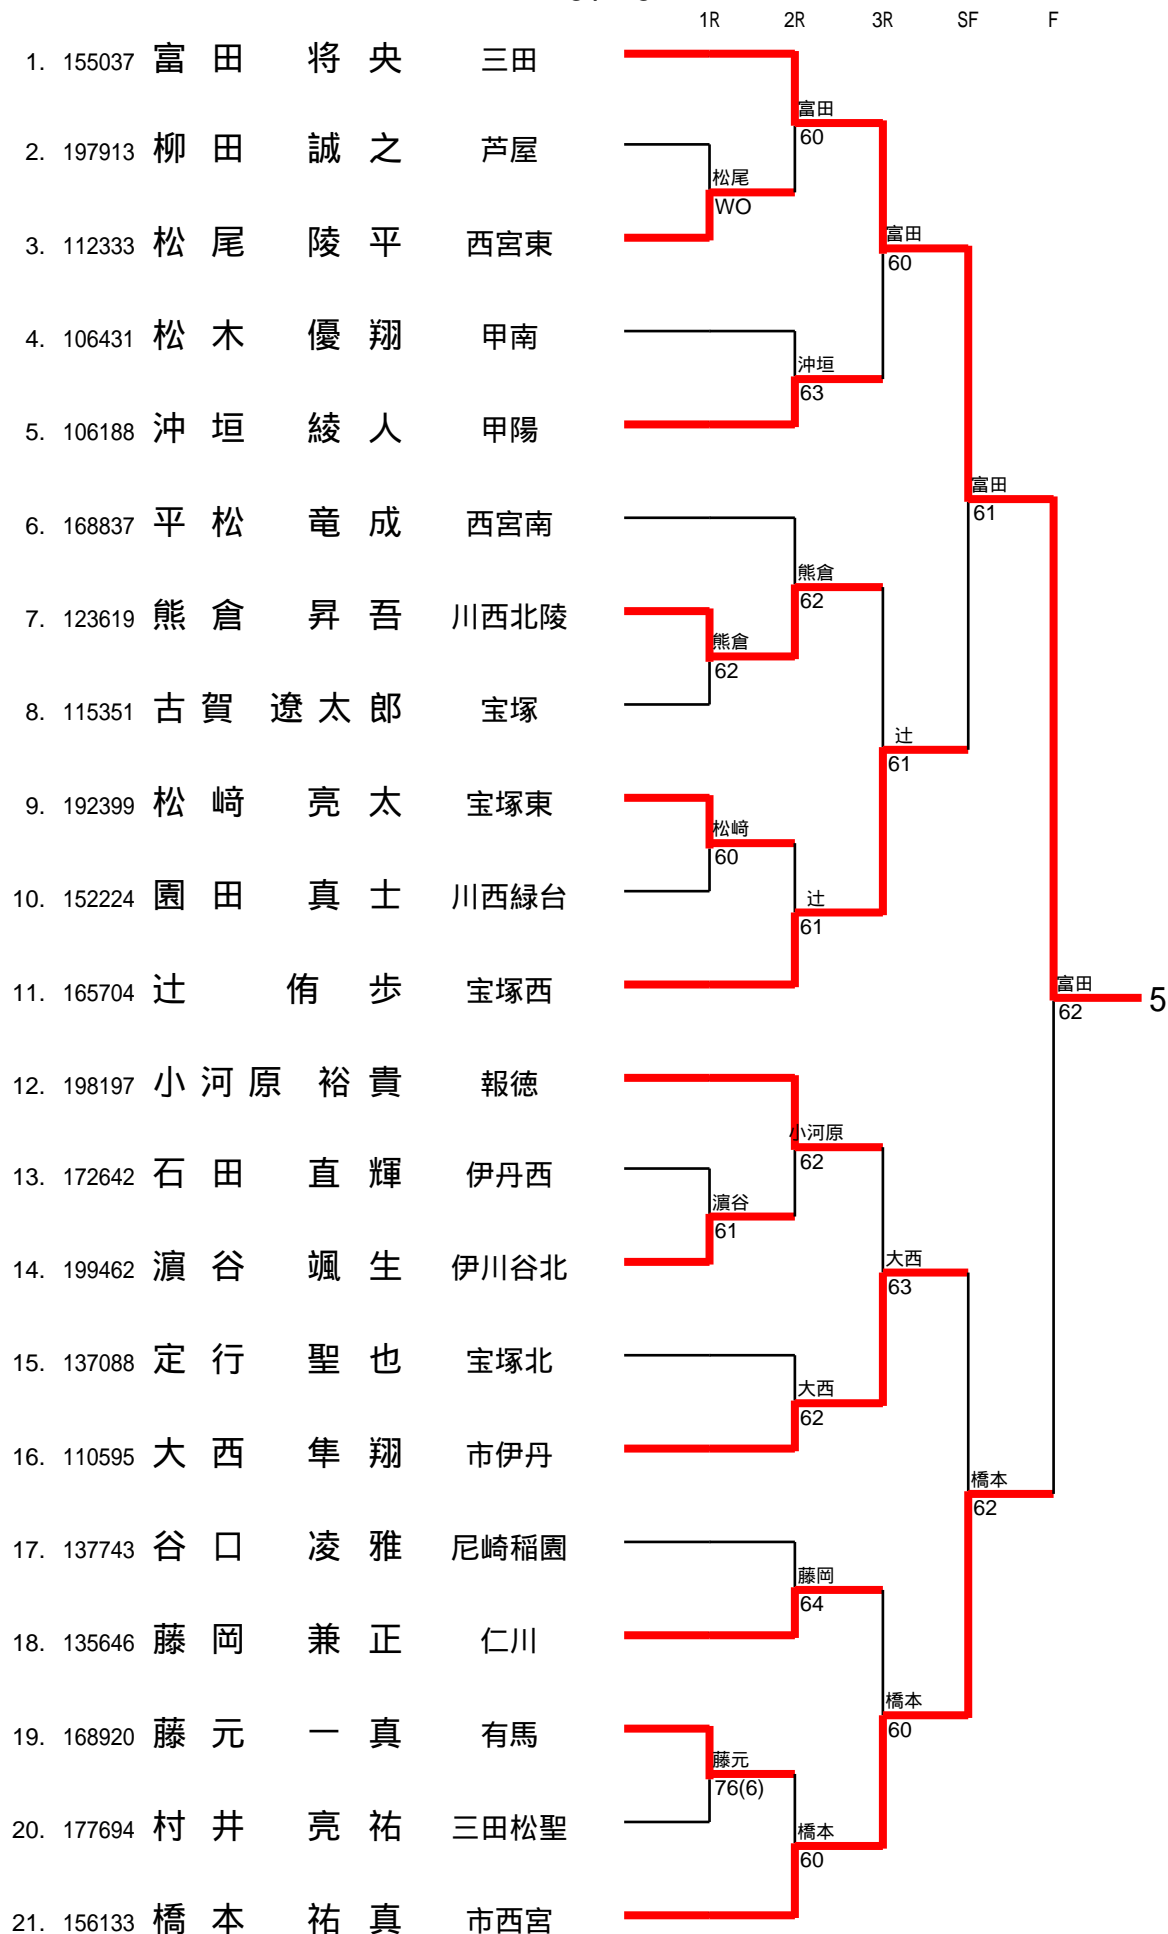 1R 2R 3R SF F
1. 155037 富田 将央 三田
富田
60
2. 197913 柳田 誠之 芦屋
松尾
WO
3. 112333 松尾 陵平 西宮東
富田
60
4. 106431 松木 優翔 甲南
沖垣
63
5. 106188 沖垣 綾人 甲陽
富田
61
6. 168837 平松 竜成 西宮南
熊倉
62
7. 123619 熊倉 昇吾 川西北陵
熊倉
62
8. 115351 古賀 遼太郎 宝塚
辻
61
9. 192399 松﨑 亮太 宝塚東
松﨑
60
10. 152224 園田 真士 川西緑台
辻
61
11. 165704 辻 侑歩 宝塚西
富田
62
5
12. 198197 小河原 裕貴 報徳
小河原
62
13. 172642 石田 直輝 伊丹西
濵谷
61
14. 199462 濵谷 颯生 伊川谷北
大西
63
15. 137088 定行 聖也 宝塚北
大西
62
16. 110595 大西 隼翔 市伊丹
橋本
62
17. 137743 谷口 凌雅 尼崎稲園
藤岡
64
18. 135646 藤岡 兼正 仁川
橋本
60
19. 168920 藤元 一真 有馬
藤元
76(6)
20. 177694 村井 亮祐 三田松聖
橋本
60
21. 156133 橋本 祐真 市西宮